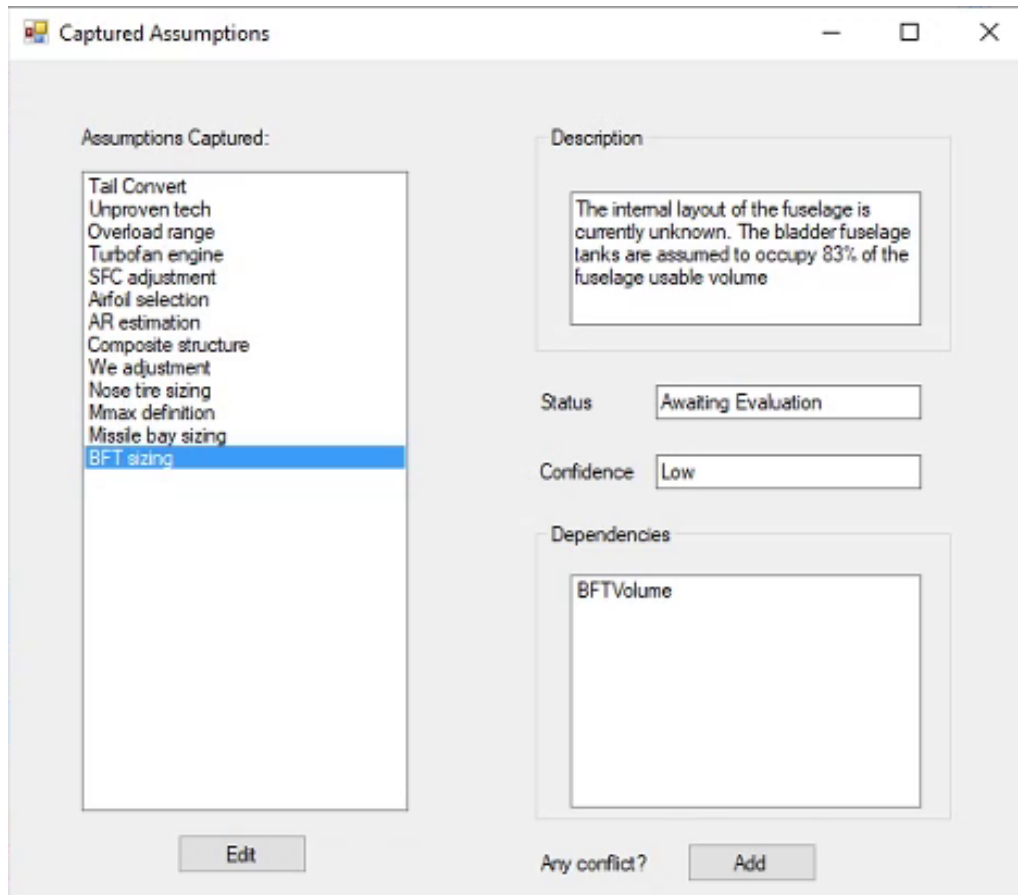 Captured Assumptions
Assumptions Captured:
Tail Convert
Unproven tech
Overload range
Turbofan engine
SFC adjustment
Airfoil selection
AR estimation
Composite structure
We adjustment
Nose tire sizing
Mmax definition
Missile bay sizing
BFT sizing
Edit
Description
The internal layout of the fuselage is
currently unknown. The bladder fuselage
tanks are assumed to occupy 83% of the
fuselage usable volume
Status
Awaiting Evaluation
Confidence
Low
Dependencies
BFTVolume
Any conflict?
Add